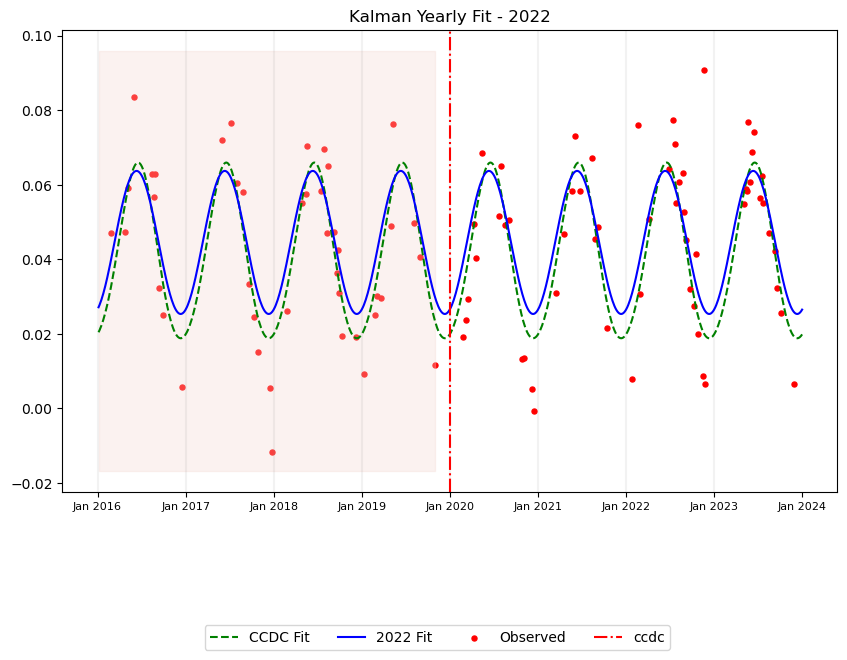 Kalman Yearly Fit - 2022
0.10
0.08
0.06
0.04
0.02
0.00
−0.02
Jan 2016 Jan 2017 Jan 2018 Jan 2019 Jan 2020 Jan 2021 Jan 2022 Jan 2023 Jan 2024
CCDC Fit 2022 Fit Observed ccdc